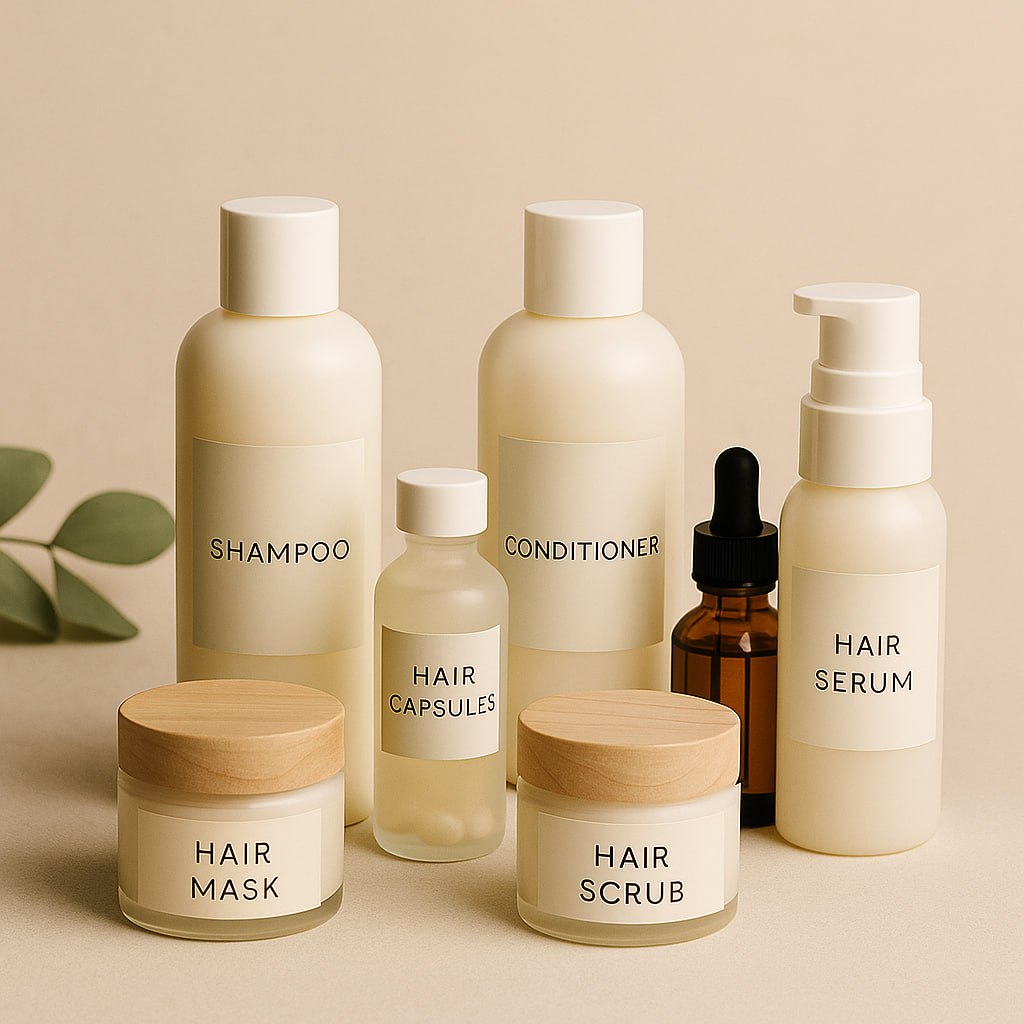 SHAMPOO
CONDITIONER
HAIR
CAPSULES
HAIR
SERUM
HAIR
MASK
HAIR
SCRUB